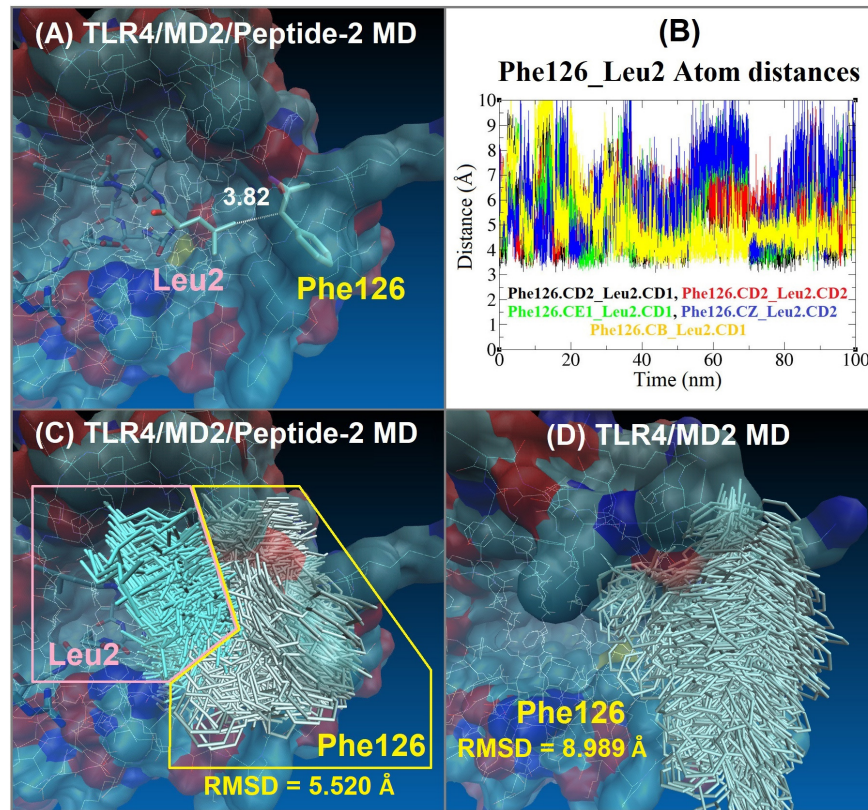 (A) TLR4/MD2/Peptide-2 MD
3.82
Leu2
Phe126
(B)
Phe126_Leu2 Atom distances
10
9
8
7
6
5
4
3
2
1
0
Distance (Å)
Phe126.CD2_Leu2.CD1, Phe126.CD2_Leu2.CD2
Phe126.CE1_Leu2.CD1, Phe126.CZ_Leu2.CD2
Phe126.CB_Leu2.CD1
0 20 40 60 80 100
Time (nm)
(C) TLR4/MD2/Peptide-2 MD
Leu2
Phe126
RMSD = 5.520 Å
(D) TLR4/MD2 MD
Phe126
RMSD = 8.989 Å